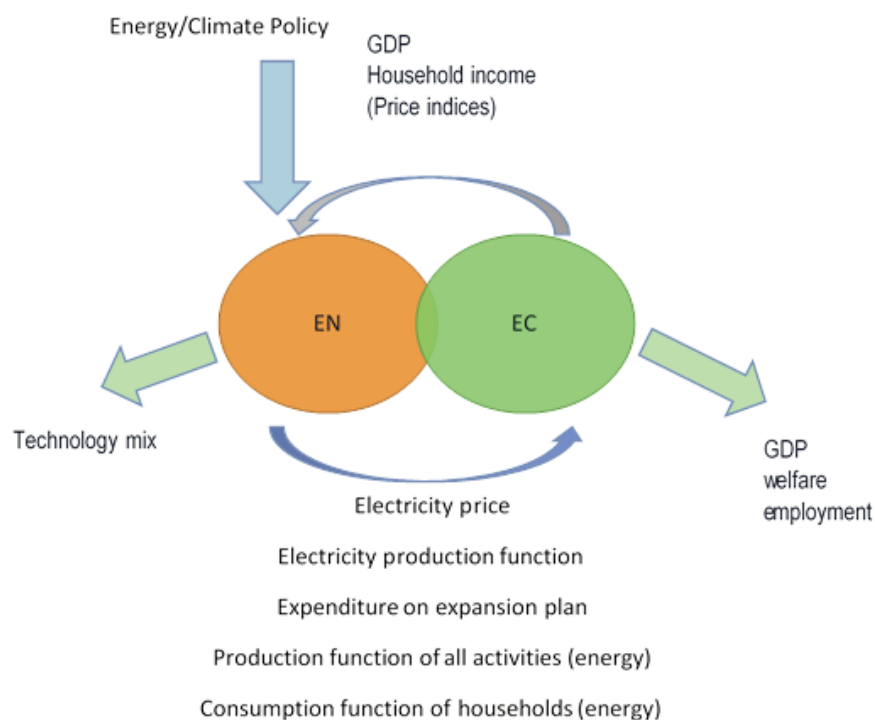 Energy/Climate Policy
GDP
Household income
(Price indices)
EN
EC
Technology mix
GDP
welfare
employment
Electricity price
Electricity production function
Expenditure on expansion plan
Production function of all activities (energy)
Consumption function of households (energy)